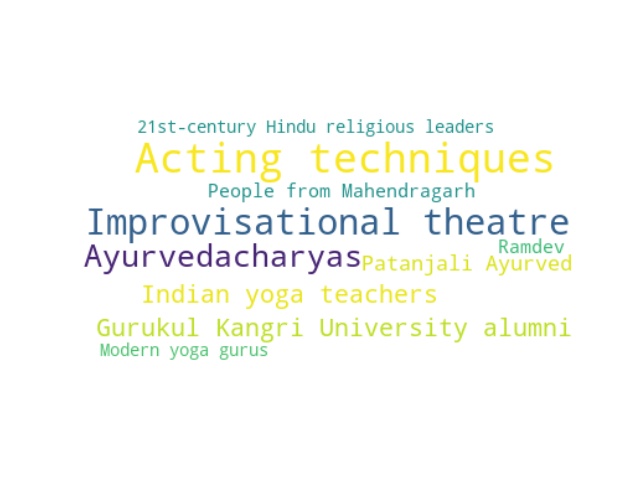 21st-century Hindu religious leaders
Acting techniques
People from Mahendragarh
Improvisational theatre
Ayurvedacharyas
Ramdev
Patanjali Ayurved
Indian yoga teachers
Gurukul Kangri University alumni
Modern yoga gurus